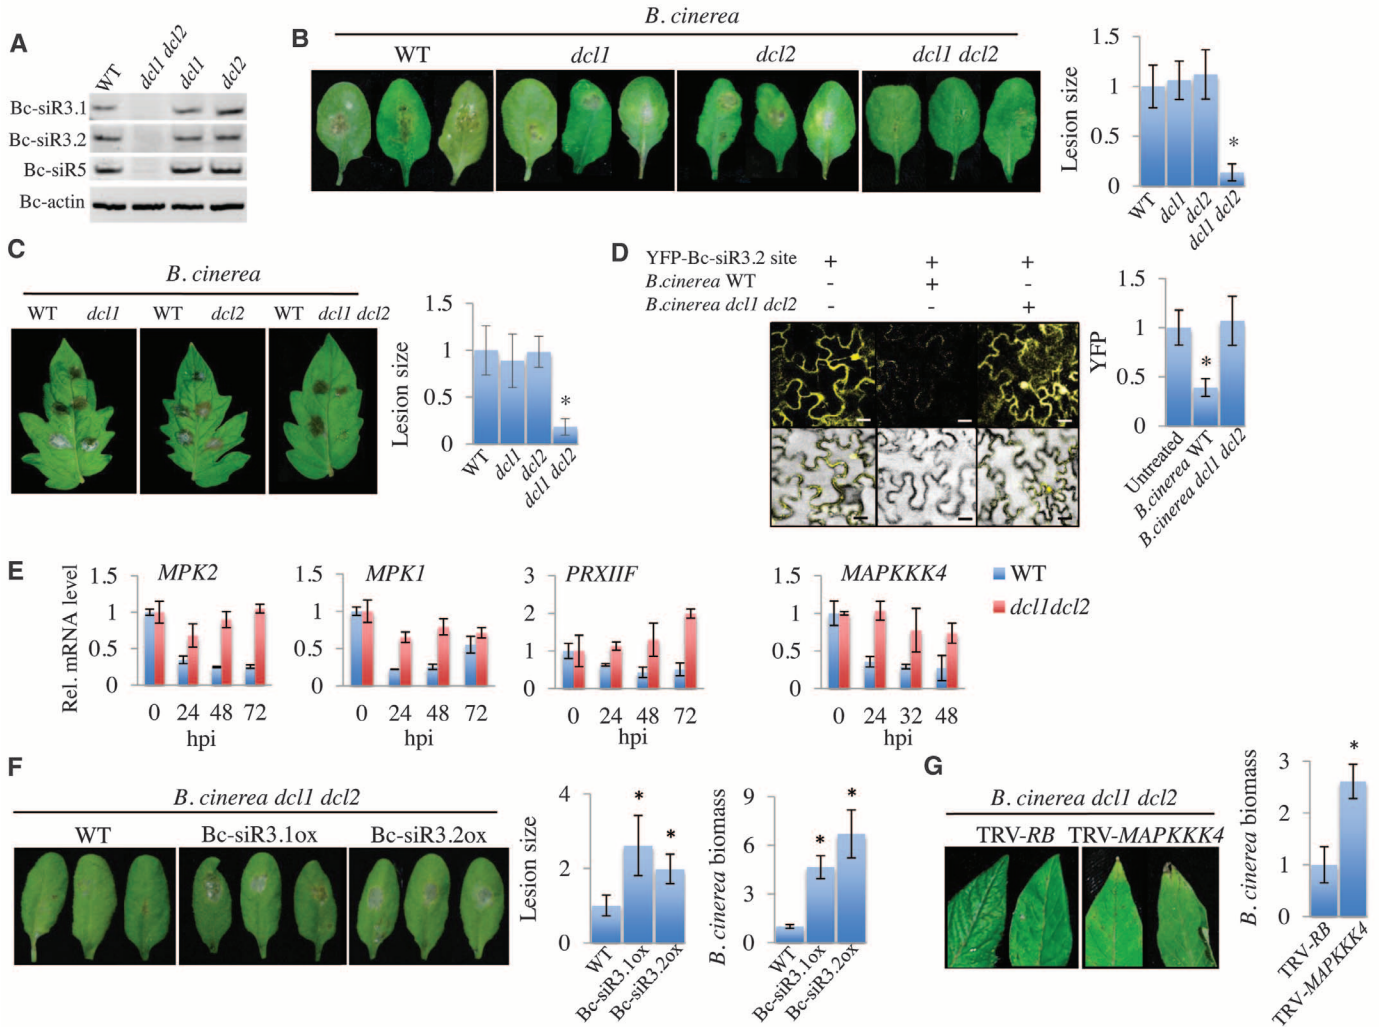 A
WT
dcl1 dcl2
dcl1
dcl2
Bc-siR3.1
Bc-siR3.2
Bc-siR5
Bc-actin
B
B. cinerea
WT dcl1 dcl2 dcl1 dcl2
Lesion size
1.5
1
0.5
0
*
WT
dcl1
dcl2
dcl1 dcl2
C
B. cinerea
WT dcl1 WT dcl2 WT dcl1 dcl2
Lesion size
1.5
1
0.5
0
*
WT
dcl1
dcl2
dcl1 dcl2
D
YFP-Bc-siR3.2 site + + +
B.cinerea WT - + -
B.cinerea dcl1 dcl2 - - +
YFP
1.5
1
0.5
0
*
Untreated
B.cinerea WT
B.cinerea dcl1 dcl2
E
Rel. mRNA level
MPK2
1.5
1
0.5
0
0 24 48 72
hpi
MPK1
1.5
1
0.5
0
0 24 48 72
hpi
PRXIIF
3
2
1
0
0 24 48 72
hpi
MAPKKK4
1.5
1
0.5
0
0 24 32 48
hpi
WT
dcl1dcl2
F
B. cinerea dcl1 dcl2
WT Bc-siR3.1ox Bc-siR3.2ox
Lesion size
4
2
0
* *
WT
Bc-siR3.1ox
Bc-siR3.2ox
B. cinerea biomass
9
6
3
0
* *
WT
Bc-siR3.1ox
Bc-siR3.2ox
G
B. cinerea dcl1 dcl2
TRV-RB TRV-MAPKKK4
B. cinerea biomass
3
2
1
0
*
TRV-RB
TRV-MAPKKK4